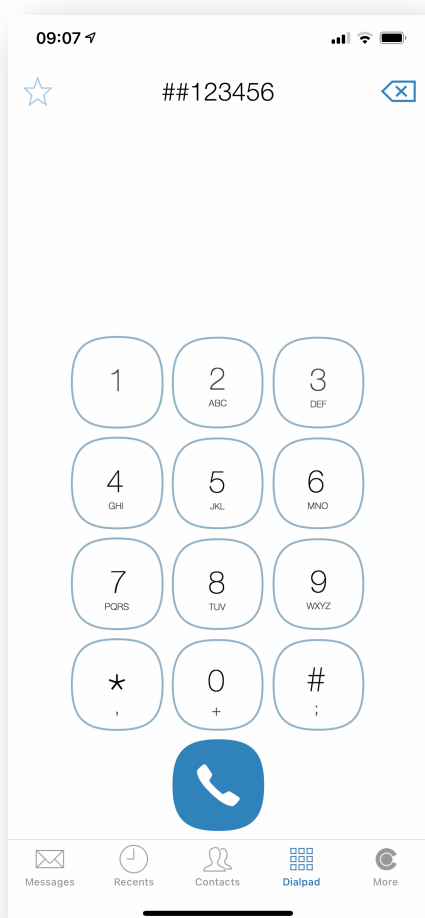 09:07
##123456
1 2 3
ABC DEF
4 5 6
GHI JKL MNO
7 8 9
PQRS TUV WXYZ
* 0 #
, + ;
Messages Recents Contacts Dialpad More